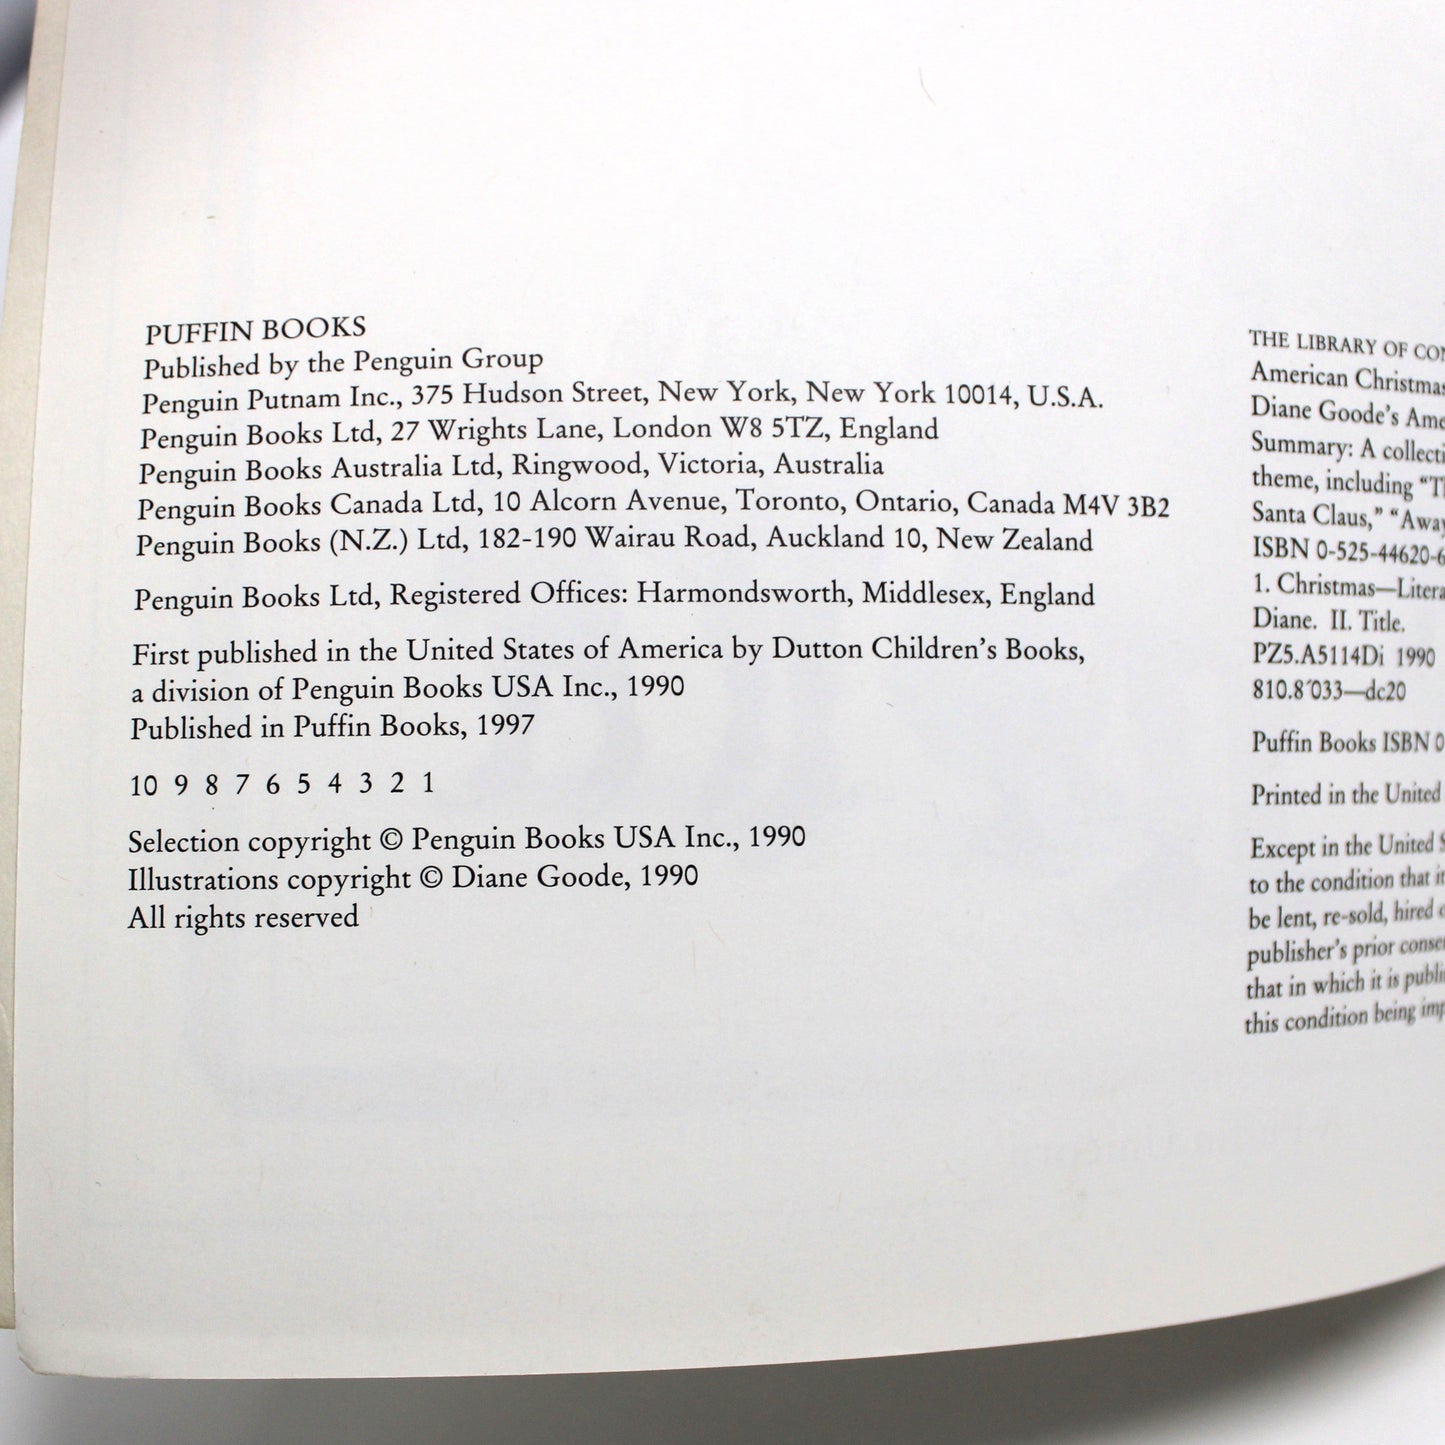 PUFFIN BOOKS
Published by the Penguin Group
Penguin Putnam Inc., 375 Hudson Street, New York, New York 10014, U.S.A.
Penguin Books Ltd, 27 Wrights Lane, London W8 5TZ, England
Penguin Books Australia Ltd, Ringwood, Victoria, Australia
Penguin Books Canada Ltd, 10 Alcorn Avenue, Toronto, Ontario, Canada M4V 3B2
Penguin Books (N.Z.) Ltd, 182-190 Wairau Road, Auckland 10, New Zealand
Penguin Books Ltd, Registered Offices: Harmondsworth, Middlesex, England
First published in the United States of America by Dutton Children's Books,
a division of Penguin Books USA Inc., 1990
Published in Puffin Books, 1997
10 9 8 7 6 5 4 3 2 1
Selection copyright © Penguin Books USA Inc., 1990
Illustrations copyright © Diane Goode, 1990
All rights reserved
THE LIBRARY OF
American Christmas
Diane Goode's
Summary: A
theme, including
Santa Claus,"
ISBN 0-525-44620-6
1. Christmas—
Diane. II. Title.
PZ5.A5114Di 1990
810.8'033—dc20
Puffin Books ISBN 0
Printed in the United
Except in the United
to the condition that it
be lent, re-sold, hired
publisher's prior
that in which it is
this condition being